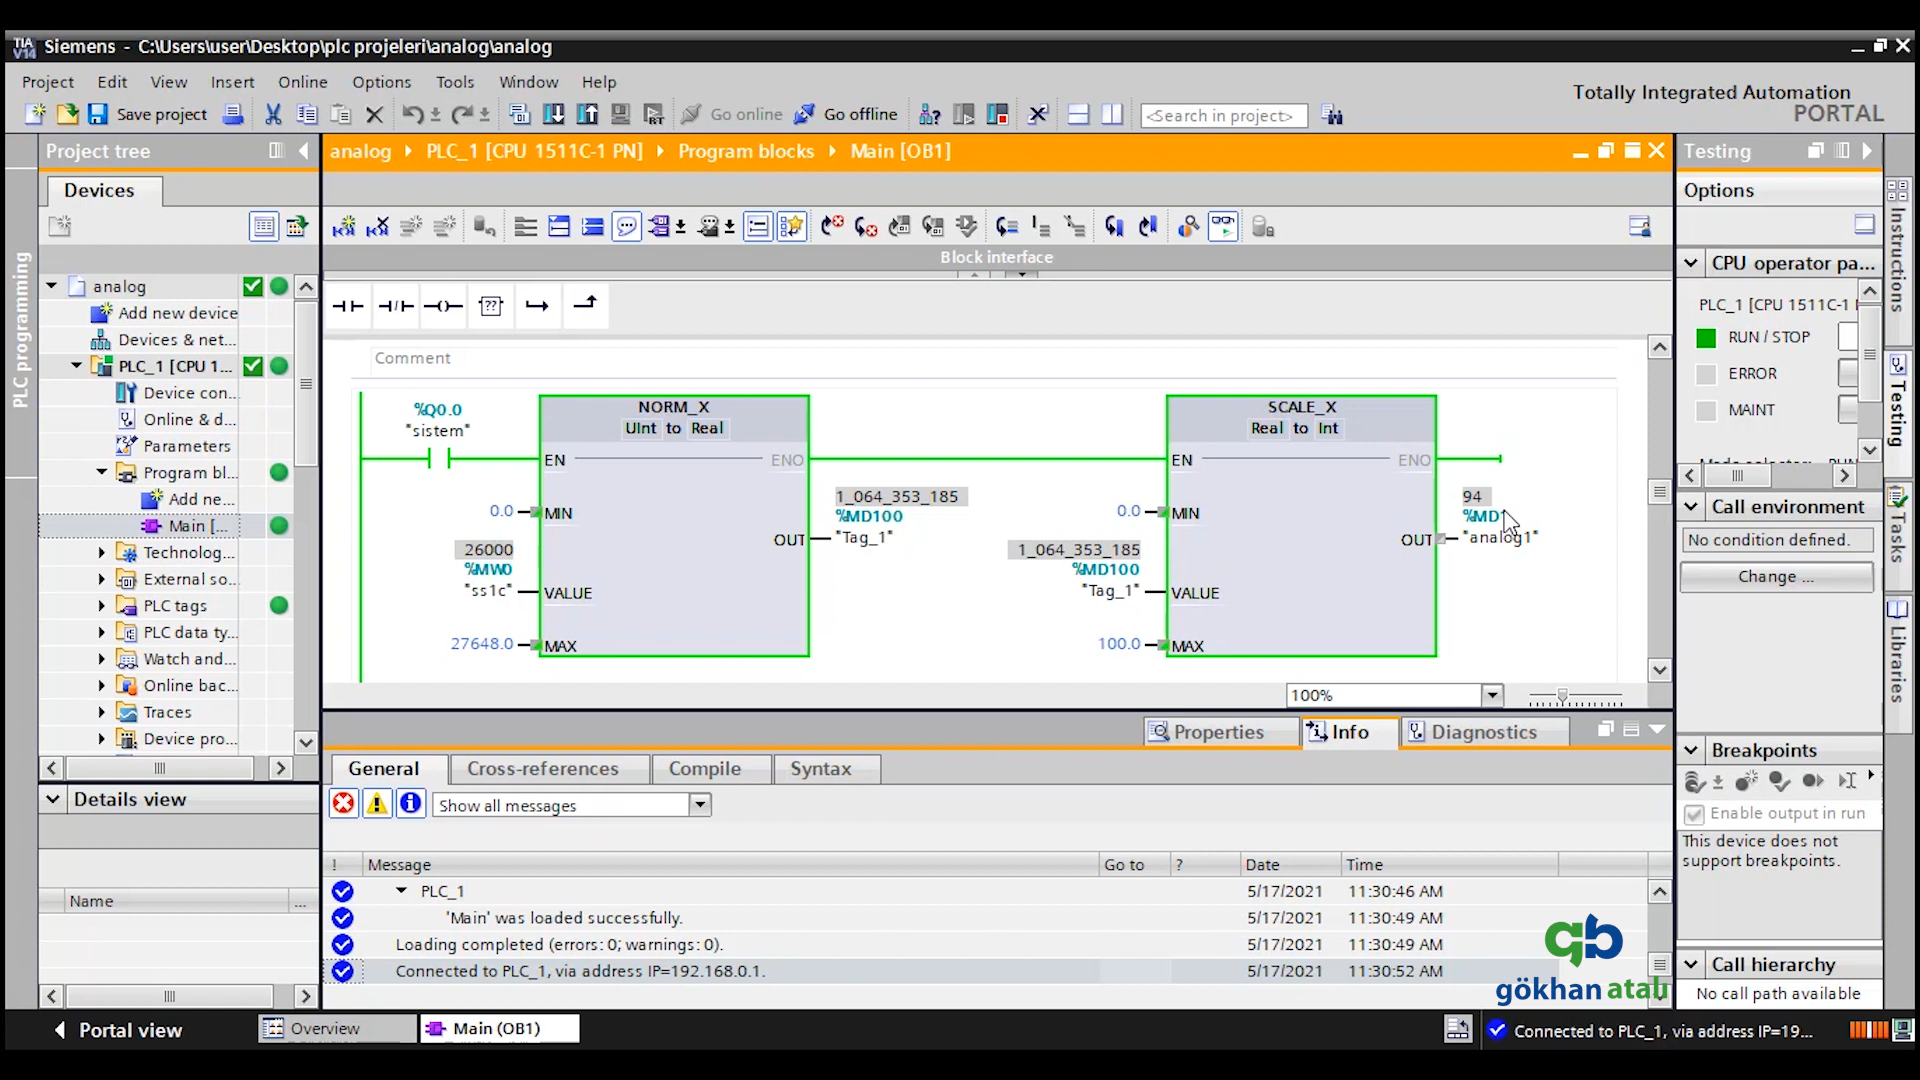 TIA V14 Siemens - C:\Users\user\Desktop\plc projeleri\analog\analog
Project Edit View Insert Online Options Tools Window Help
Totally Integrated Automation
PORTAL
Save project Go online Go offline <Search in project>
Project tree
analog PLC_1 [CPU 1511C-1 PN] Program blocks Main [OB1]
Testing
Devices
Options
PLC programming
Block interface
analog
Add new device
Devices & net...
PLC_1 [CPU 1...
Device con...
Online & d...
Parameters
Program bl...
Add ne...
Main [...
Technolog...
External so...
PLC tags
PLC data ty...
Watch and...
Online bac...
Traces
Device pro...
Details view
Name ...
Comment
%Q0.0
"sistem"
NORM_X
UInt to Real
EN ENO
0.0 MIN
26000
%MW0
"ss1c" VALUE
27648.0 MAX
1_064_353_185
%MD100
OUT "Tag_1"
SCALE_X
Real to Int
EN ENO
0.0 MIN
1_064_353_185
%MD100
"Tag_1" VALUE
100.0 MAX
94
%MD1
OUT "analog1"
100%
Properties Info Diagnostics
General Cross-references Compile Syntax
Show all messages
! Message Go to ? Date Time
PLC_1 5/17/2021 11:30:46 AM
'Main' was loaded successfully. 5/17/2021 11:30:49 AM
Loading completed (errors: 0; warnings: 0). 5/17/2021 11:30:49 AM
Connected to PLC_1, via address IP=192.168.0.1. 5/17/2021 11:30:52 AM
CPU operator pa...
PLC_1 [CPU 1511C-1
RUN / STOP
ERROR
MAINT
Call environment
No condition defined.
Change ...
Breakpoints
Enable output in run
This device does not
support breakpoints.
Call hierarchy
No call path available
Instructions
Testing
Tasks
Libraries
gb
gökhan atalı
Portal view Overview Main (OB1) Connected to PLC_1, via address IP=19...